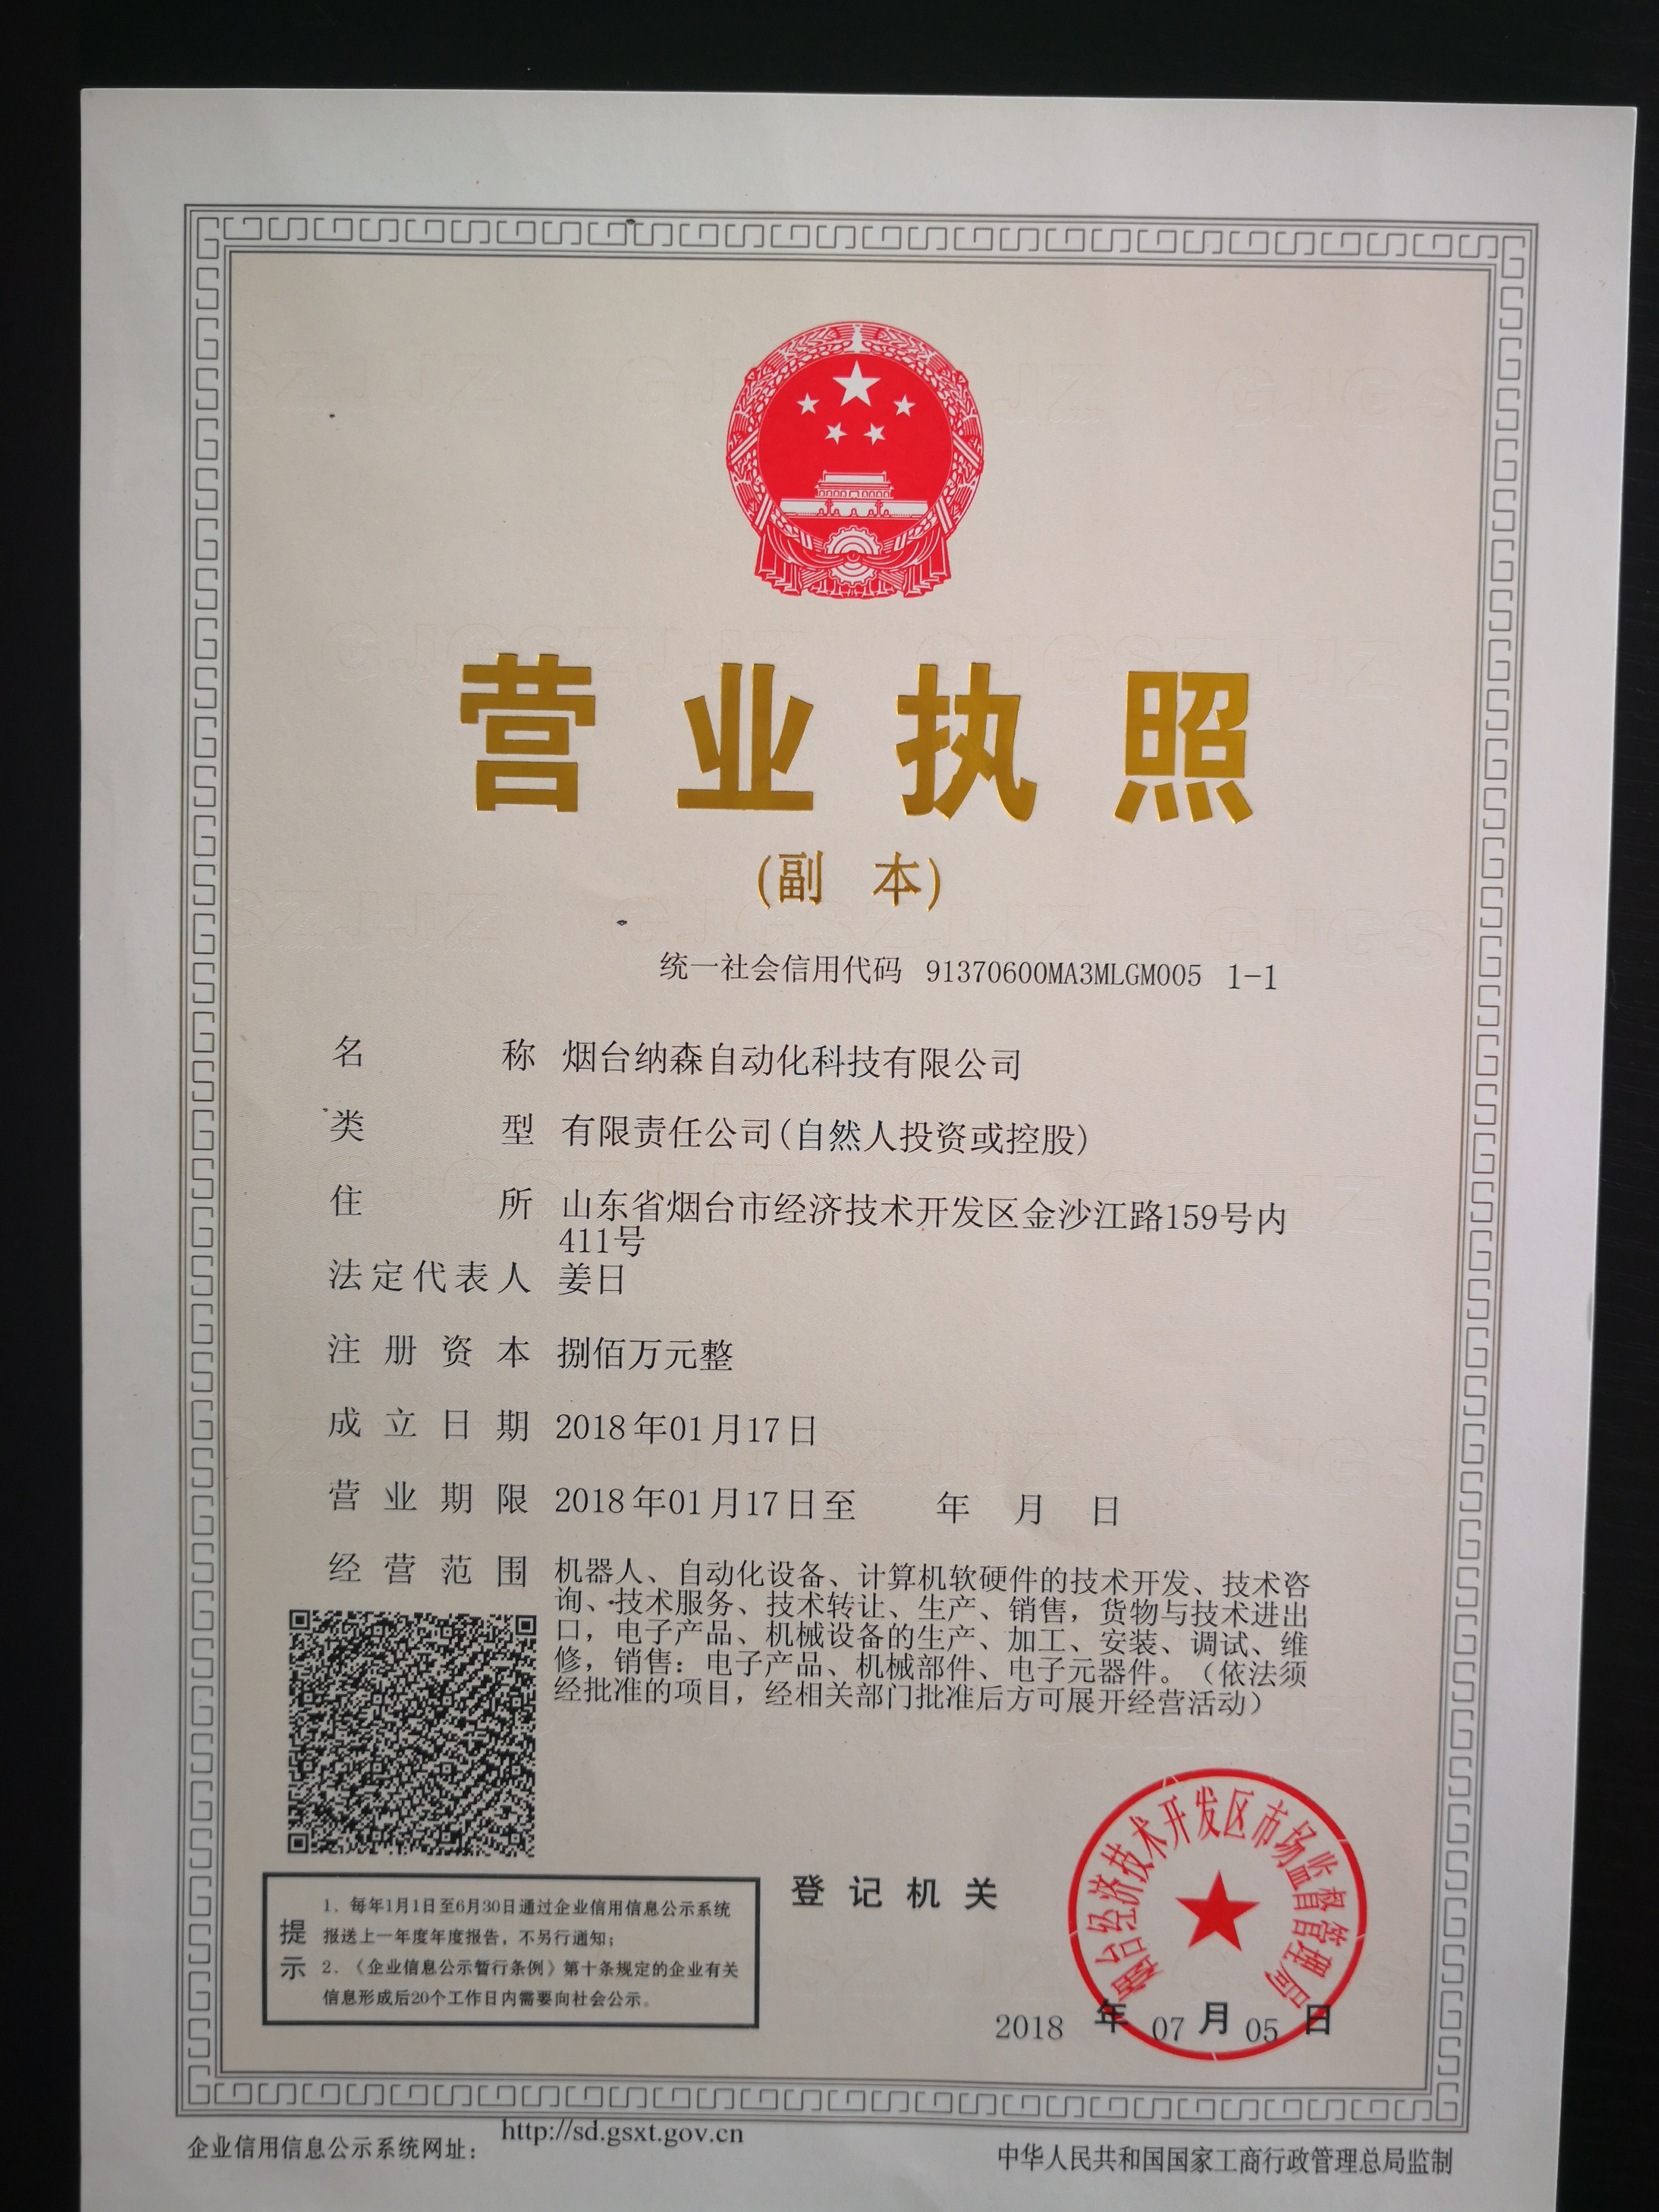 营业执照
(副 本)
统一社会信用代码 91370600MA3MLGM005 1-1
名 称 烟台纳森自动化科技有限公司
类 型 有限责任公司(自然人投资或控股)
住 所 山东省烟台市经济技术开发区金沙江路159号内
411号
法定代表人 姜日
注册资本 捌佰万元整
成立日期 2018年01月17日
营业期限 2018年01月17日至 年 月 日
经营范围 机器人、自动化设备、计算机软硬件的技术开发、技术咨
询、技术服务、技术转让、生产、销售，货物与技术进出
口，电子产品、机械设备的生产、加工、安装、调试、维
修，销售：电子产品、机械部件、电子元器件。（依法须
经批准的项目，经相关部门批准后方可展开经营活动）
提示
1．每年1月1日至6月30日通过企业信用信息公示系统
报送上一年度年度报告，不另行通知；
2．《企业信息公示暂行条例》第十条规定的企业有关
信息形成后20个工作日内需要向社会公示。
登记机关
烟台经济技术开发区市场监督管理局
2018 年 07 月 05 日
企业信用信息公示系统网址： http://sd.gsxt.gov.cn
中华人民共和国国家工商行政管理总局监制